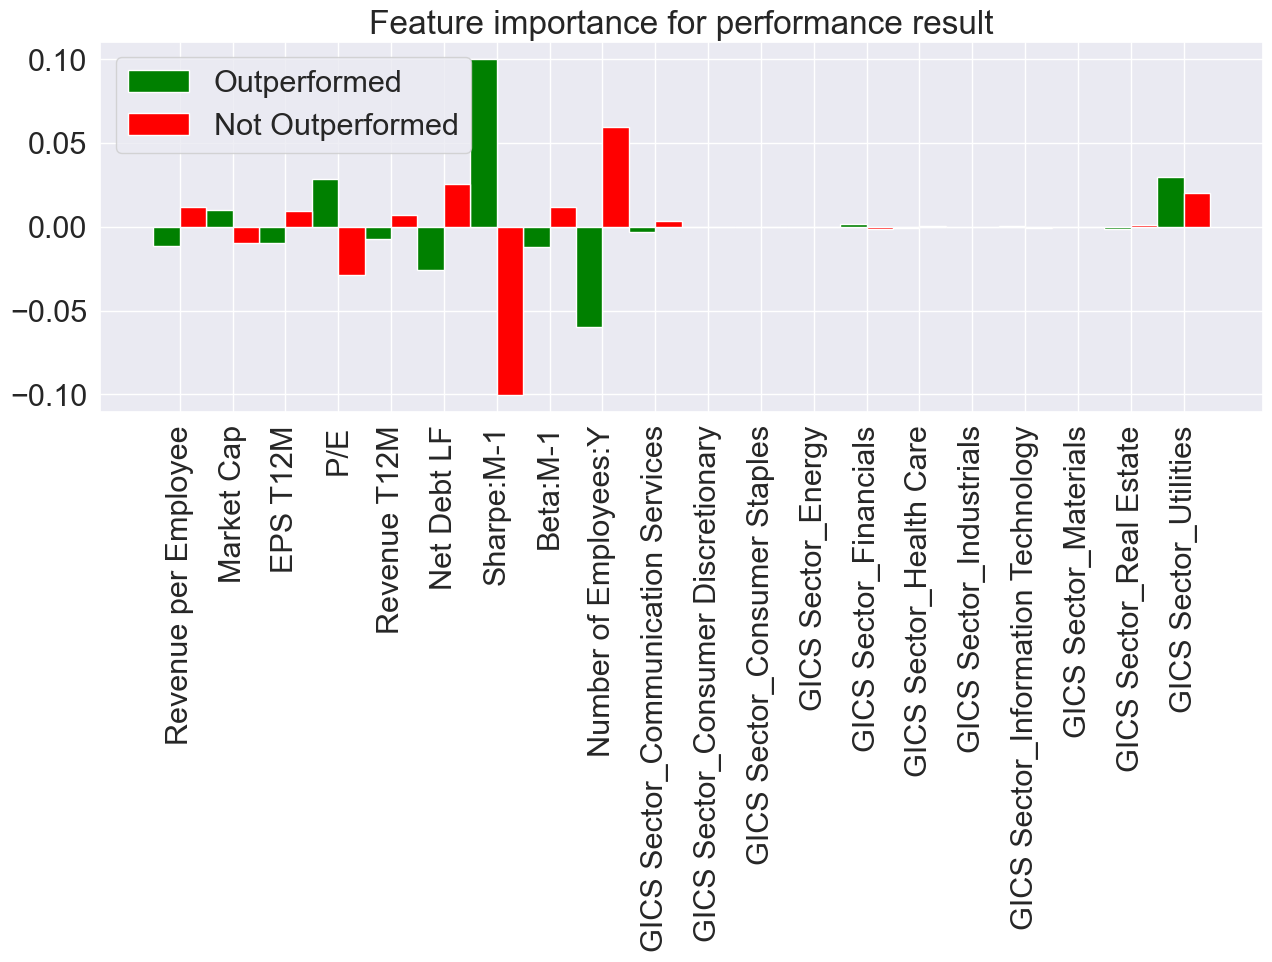 Feature importance for performance result
Outperformed
Not Outperformed
0.10
0.05
0.00
−0.05
−0.10
Revenue per Employee
Market Cap
EPS T12M
P/E
Revenue T12M
Net Debt LF
Sharpe:M-1
Beta:M-1
Number of Employees:Y
GICS Sector_Communication Services
GICS Sector_Consumer Discretionary
GICS Sector_Consumer Staples
GICS Sector_Energy
GICS Sector_Financials
GICS Sector_Health Care
GICS Sector_Industrials
GICS Sector_Information Technology
GICS Sector_Materials
GICS Sector_Real Estate
GICS Sector_Utilities